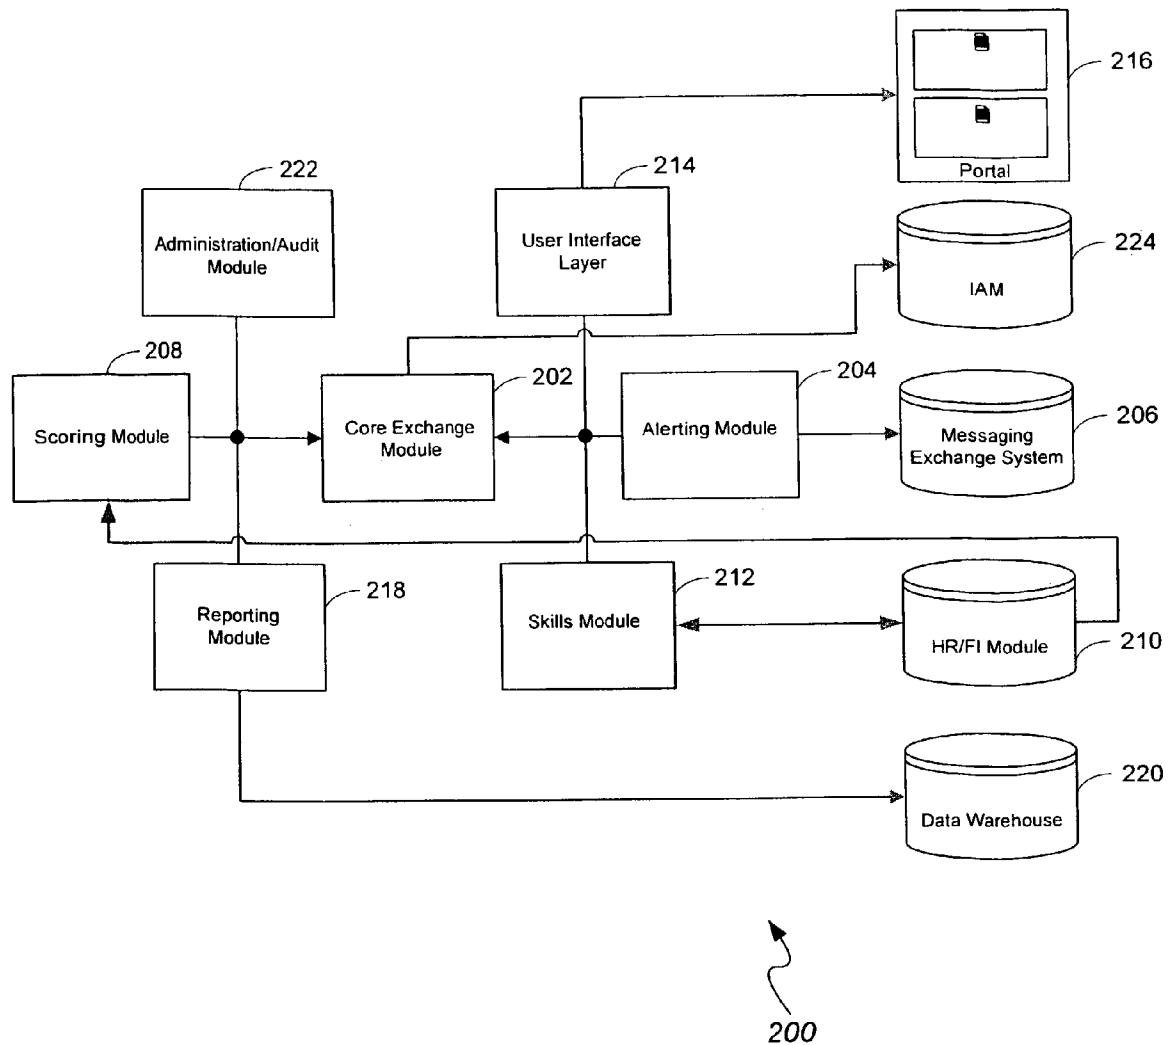 216
Portal
222
214
Administration/Audit
Module
User Interface
Layer
224
IAM
208
202
204
Scoring Module
Core Exchange
Module
Alerting Module
206
Messaging
Exchange System
218
212
Reporting
Module
Skills Module
HR/FI Module
210
220
Data Warehouse
200